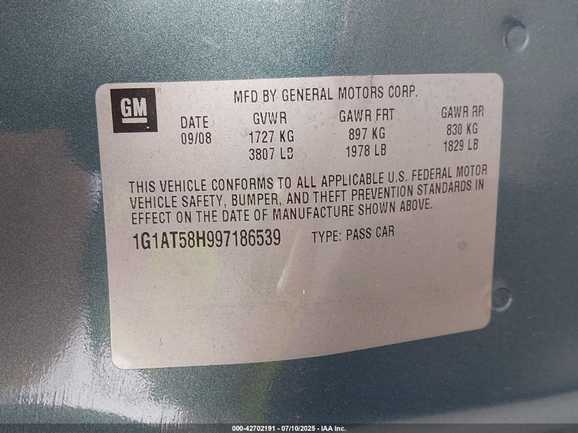 GM
MFD BY GENERAL MOTORS CORP.
DATE GVWR GAWR FRT GAWR RR
09/08 1727 KG 897 KG 830 KG
3807 LB 1978 LB 1829 LB
THIS VEHICLE CONFORMS TO ALL APPLICABLE U.S. FEDERAL MOTOR
VEHICLE SAFETY, BUMPER, AND THEFT PREVENTION STANDARDS IN
EFFECT ON THE DATE OF MANUFACTURE SHOWN ABOVE.
1G1AT58H997186539 TYPE: PASS CAR
000-42702191 - 07/10/2025 - IAA Inc.